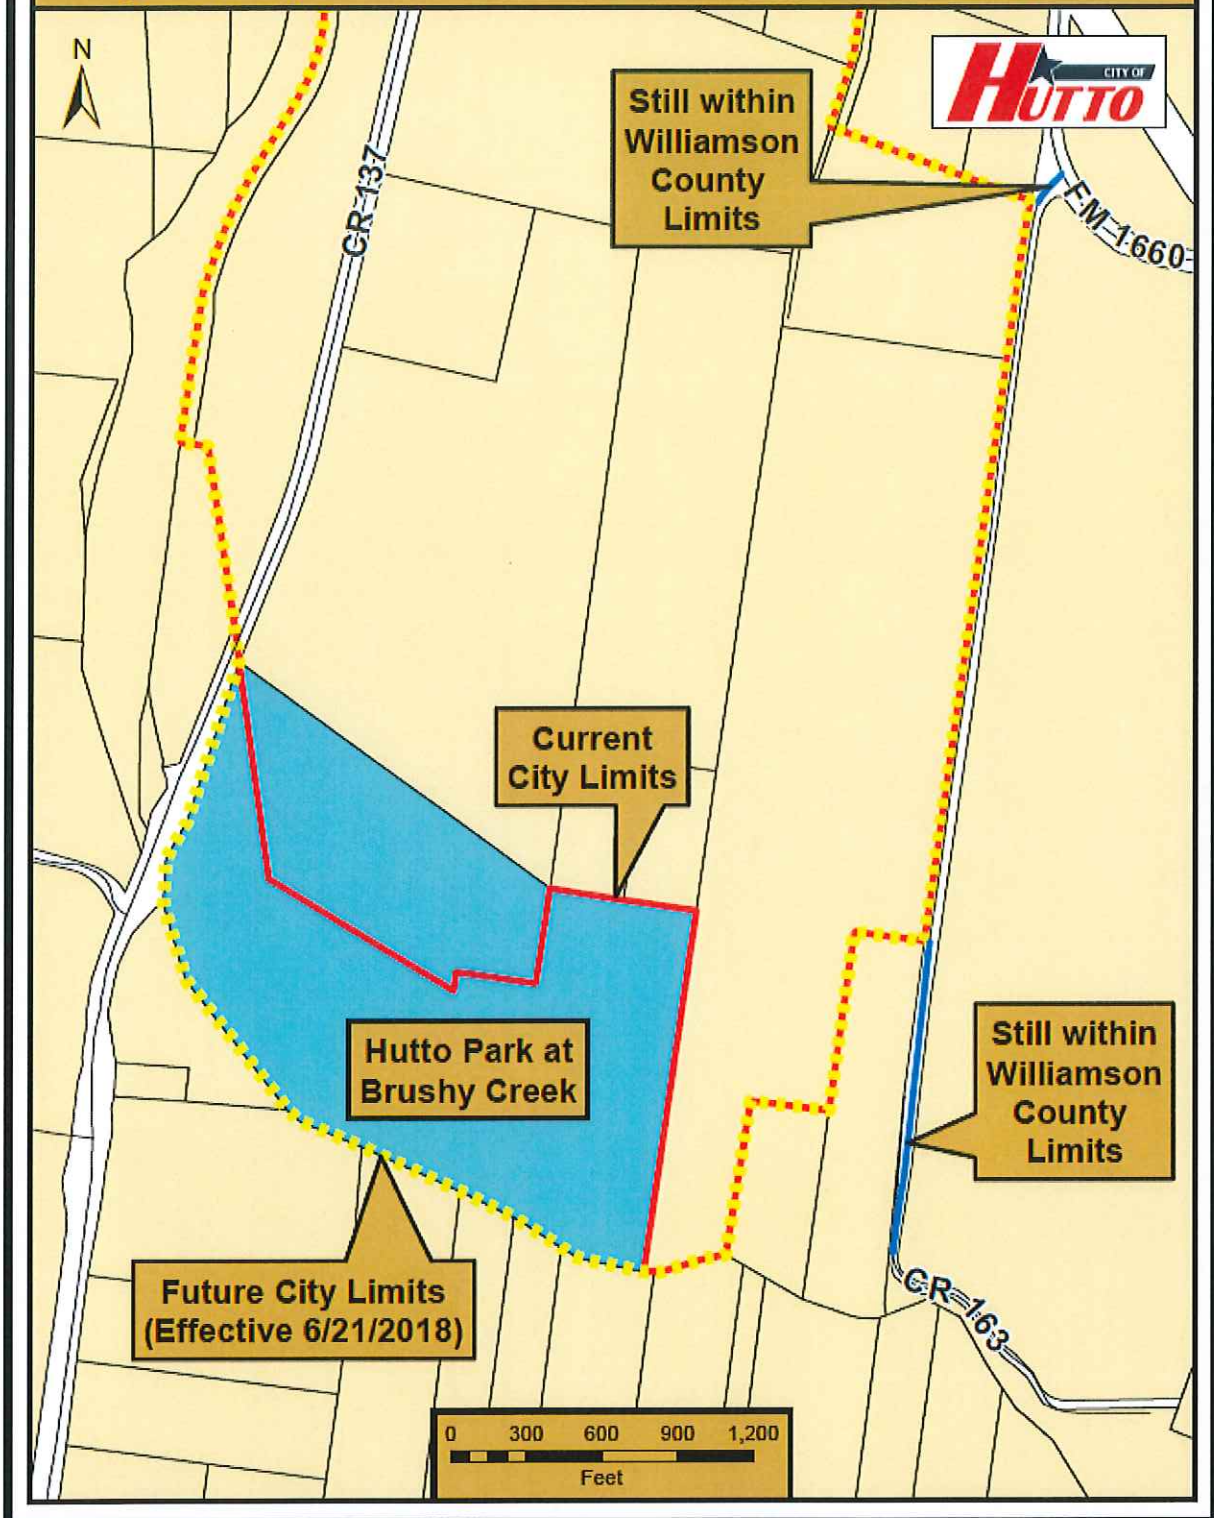 N
CR 137
Still within
Williamson
County
Limits
CITY OF
HUTTO
FM 1660
Current
City Limits
Hutto Park at
Brushy Creek
Still within
Williamson
County
Limits
Future City Limits
(Effective 6/21/2018)
CR 163
0 300 600 900 1,200
Feet